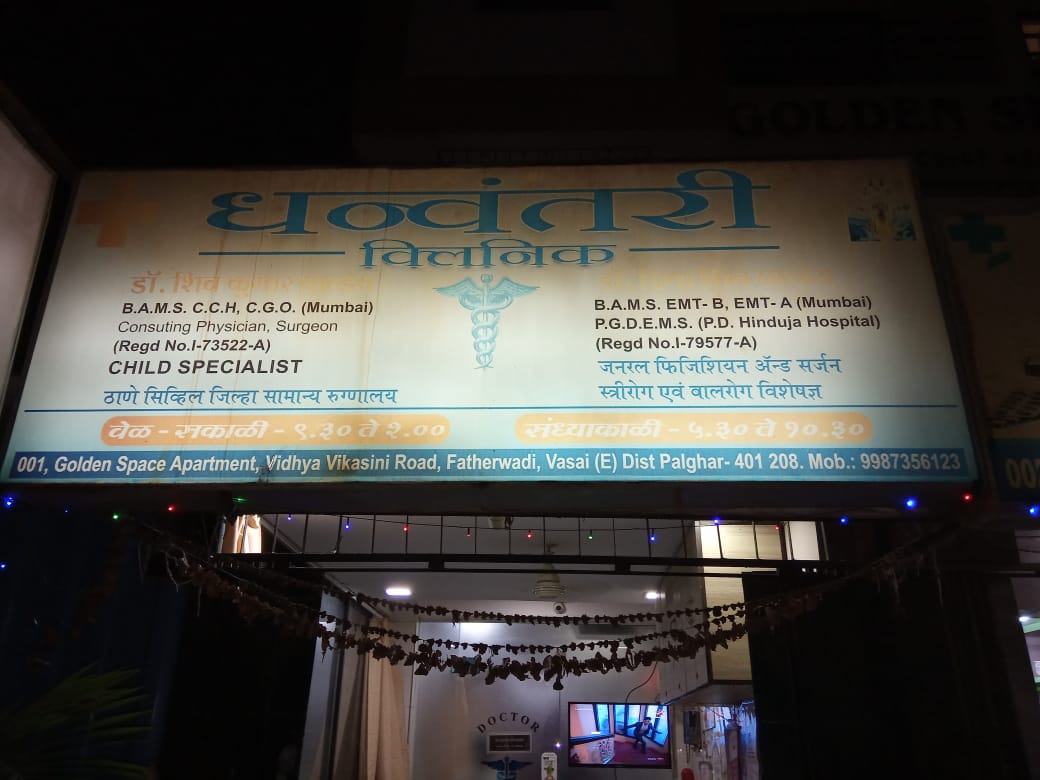 GOLDEN
धन्वंतरी
क्लिनिक
डॉ. शिव कुमार
B.A.M.S. C.C.H, C.G.O. (Mumbai)
Consuting Physician, Surgeon
(Regd No.I-73522-A)
CHILD SPECIALIST
ठाणे सिव्हिल जिल्हा सामान्य रुग्णालय
B.A.M.S. EMT- B, EMT- A (Mumbai)
P.G.D.E.M.S. (P.D. Hinduja Hospital)
(Regd No.I-79577-A)
जनरल फिजिशियन ॲन्ड सर्जन
स्त्रीरोग एवं वालरोग विशेषज्ञ
वेळ - सकाळी - ९.३० ते २.००
संध्याकाळी - ५.३० ते १०.३०
001, Golden Space Apartment, Vidhya Vikasini Road, Fatherwadi, Vasai (E) Dist Palghar- 401 208. Mob.: 9987356123
DOCTOR